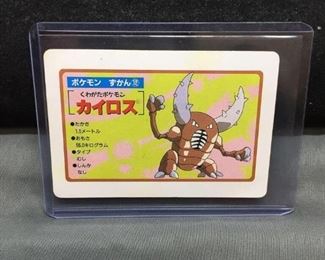 ポケモン ずかん
くわがたポケモン
カイロス
●たかさ
1.5メートル
●おもさ
55.0キログラム
●タイプ
むし
●しんか
なし